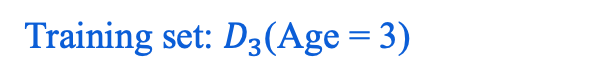 Training set: D₃(Age = 3)